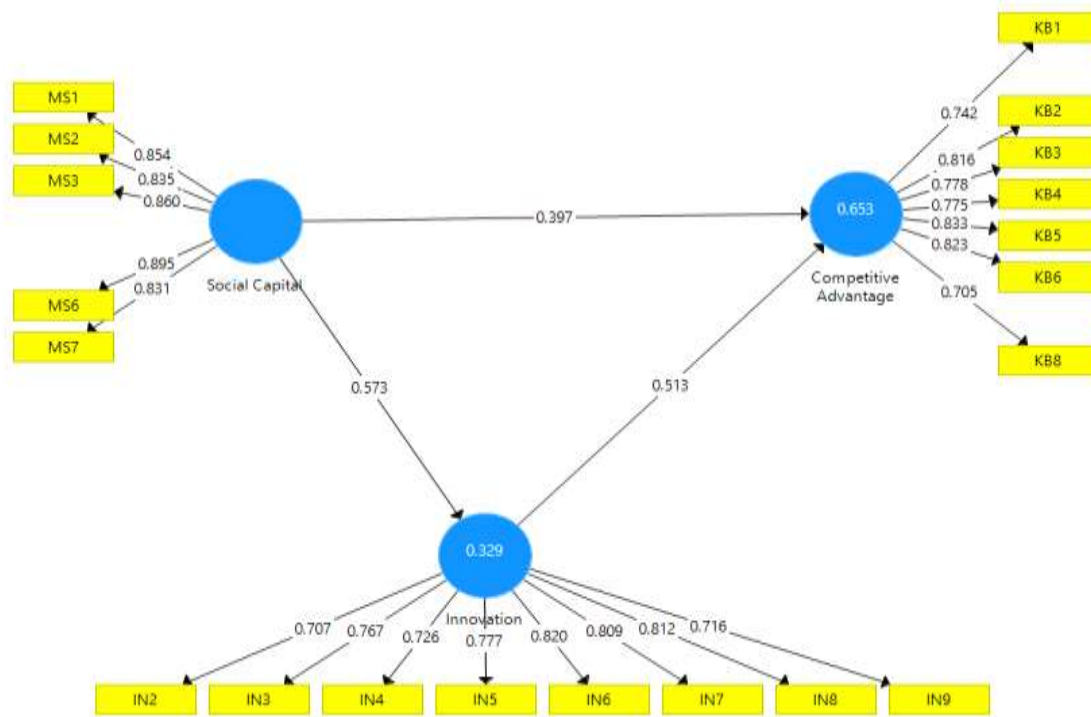 KB1
MS1
0.742
KB2
MS2
0.854
0.816
KB3
MS3
0.835
0.860
0.778
0.653
KB4
0.775
0.397
0.833
KB5
0.823
0.895
Social Capital
Competitive
Advantage
KB6
MS6
0.831
0.705
MS7
KB8
0.573
0.513
0.329
Innovation
0.707
0.767
0.726
0.777
0.820
0.809
0.812
0.716
IN2
IN3
IN4
IN5
IN6
IN7
IN8
IN9